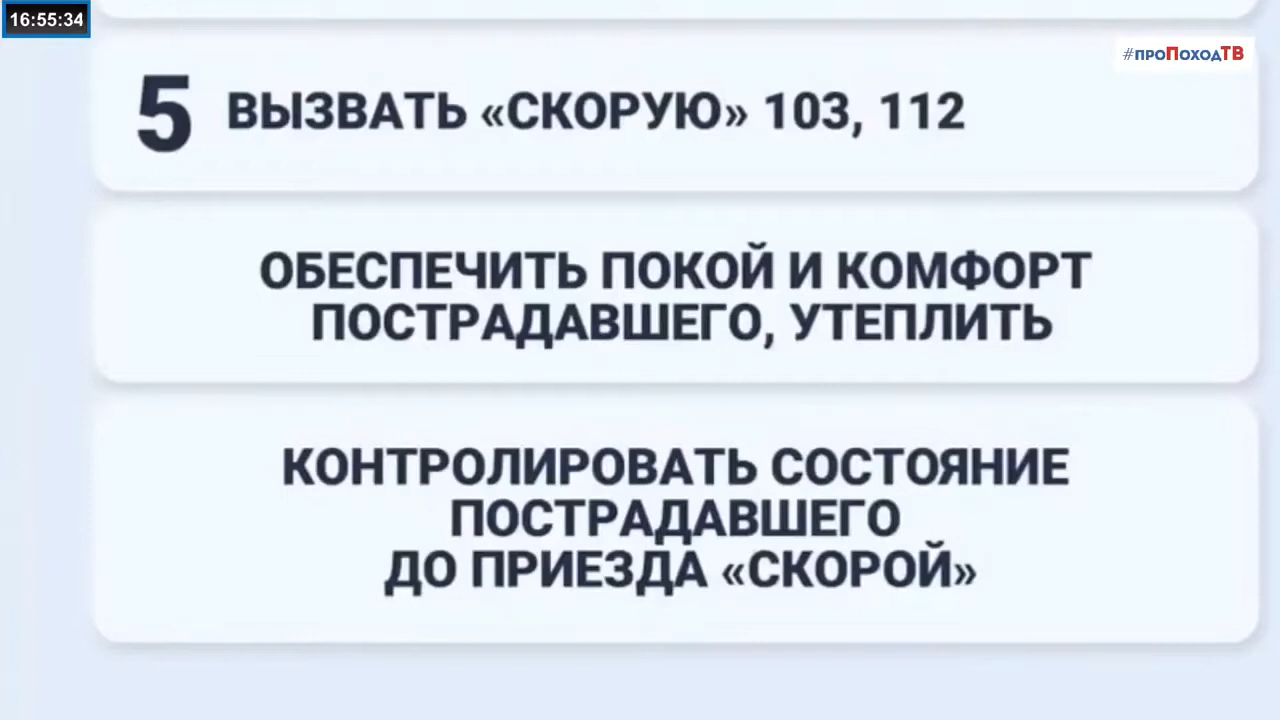 16:55:34
#проПоходТВ
5 ВЫЗВАТЬ «СКОРУЮ» 103, 112
ОБЕСПЕЧИТЬ ПОКОЙ И КОМФОРТ
ПОСТРАДАВШЕГО, УТЕПЛИТЬ
КОНТРОЛИРОВАТЬ СОСТОЯНИЕ
ПОСТРАДАВШЕГО
ДО ПРИЕЗДА «СКОРОЙ»